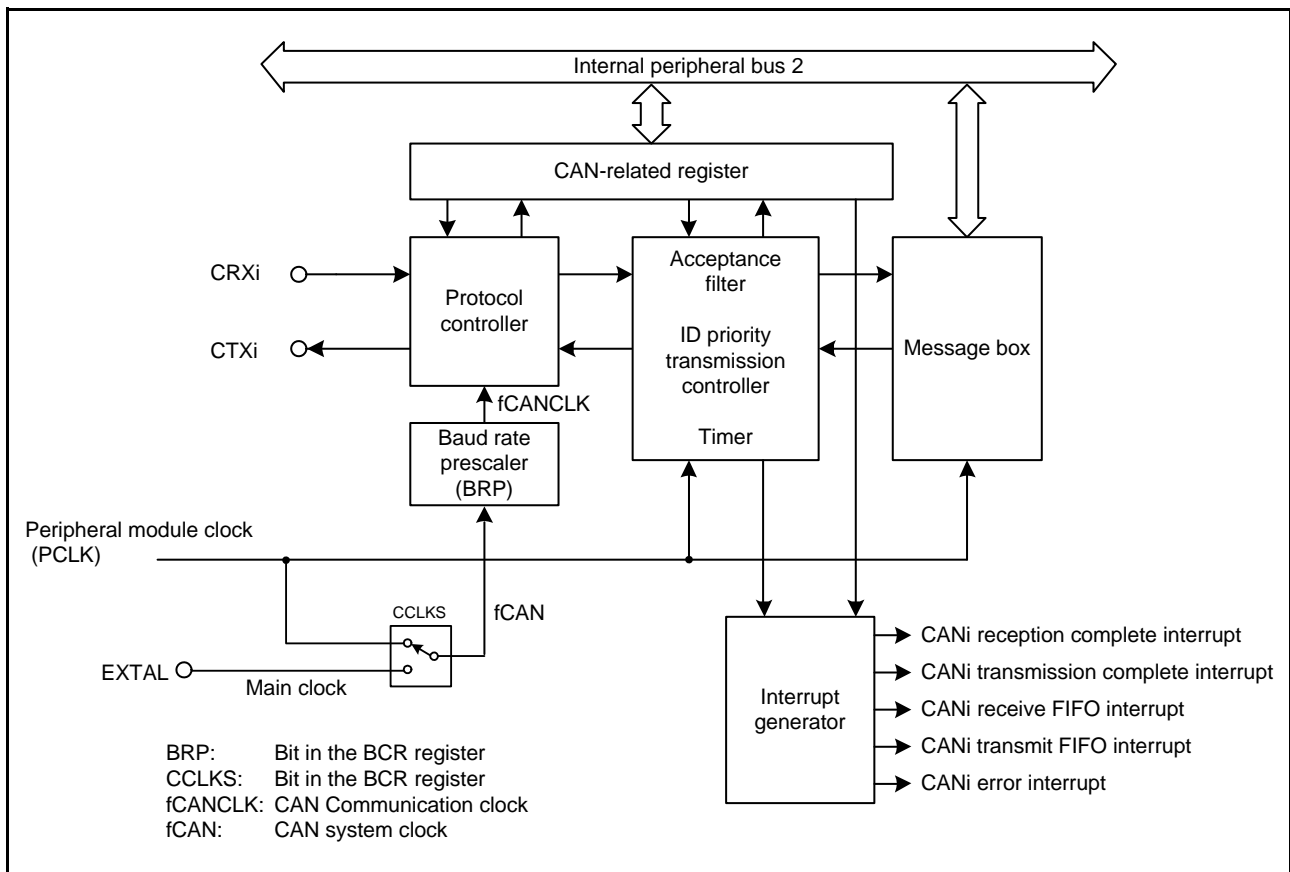 Internal peripheral bus 2
CAN-related register
CRXi
CTXi
Protocol
controller
Acceptance
filter
ID priority
transmission
controller
Timer
Message box
fCANCLK
Baud rate
prescaler
(BRP)
Peripheral module clock
(PCLK)
CCLKS
fCAN
EXTAL
Main clock
Interrupt
generator
CANi reception complete interrupt
CANi transmission complete interrupt
CANi receive FIFO interrupt
CANi transmit FIFO interrupt
CANi error interrupt
BRP: Bit in the BCR register
CCLKS: Bit in the BCR register
fCANCLK: CAN Communication clock
fCAN: CAN system clock